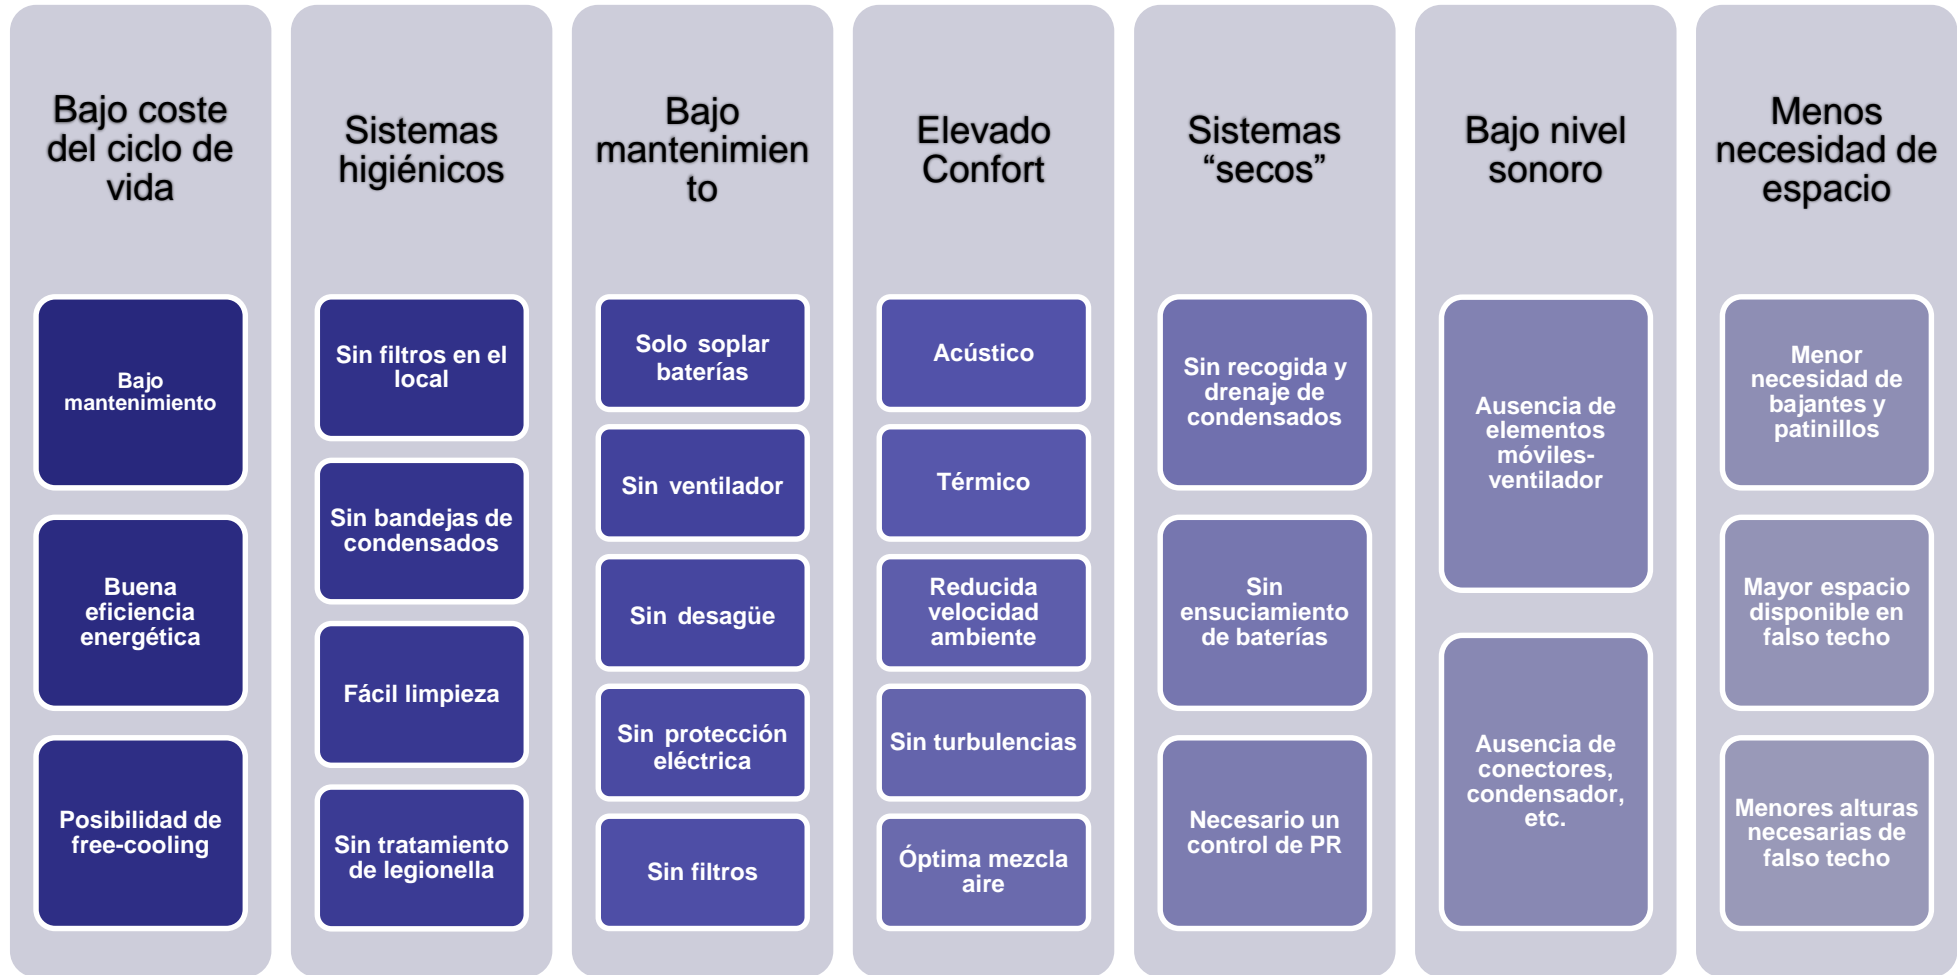 Bajo coste
del ciclo de
vida
Bajo
mantenimiento
Buena
eficiencia
energética
Posibilidad de
free-cooling
Sistemas
higiénicos
Sin filtros en el
local
Sin bandejas de
condensados
Fácil limpieza
Sin tratamiento
de legionella
Bajo
mantenimien
to
Solo soplar
baterías
Sin ventilador
Sin desagüe
Sin protección
eléctrica
Sin filtros
Elevado
Confort
Acústico
Térmico
Reducida
velocidad
ambiente
Sin turbulencias
Óptima mezcla
aire
Sistemas
“secos”
Sin recogida y
drenaje de
condensados
Sin
ensuciamiento
de baterías
Necesario un
control de PR
Bajo nivel
sonoro
Ausencia de
elementos
móviles-
ventilador
Ausencia de
conectores,
condensador,
etc.
Menos
necesidad de
espacio
Menor
necesidad de
bajantes y
patinillos
Mayor espacio
disponible en
falso techo
Menores alturas
necesarias de
falso techo